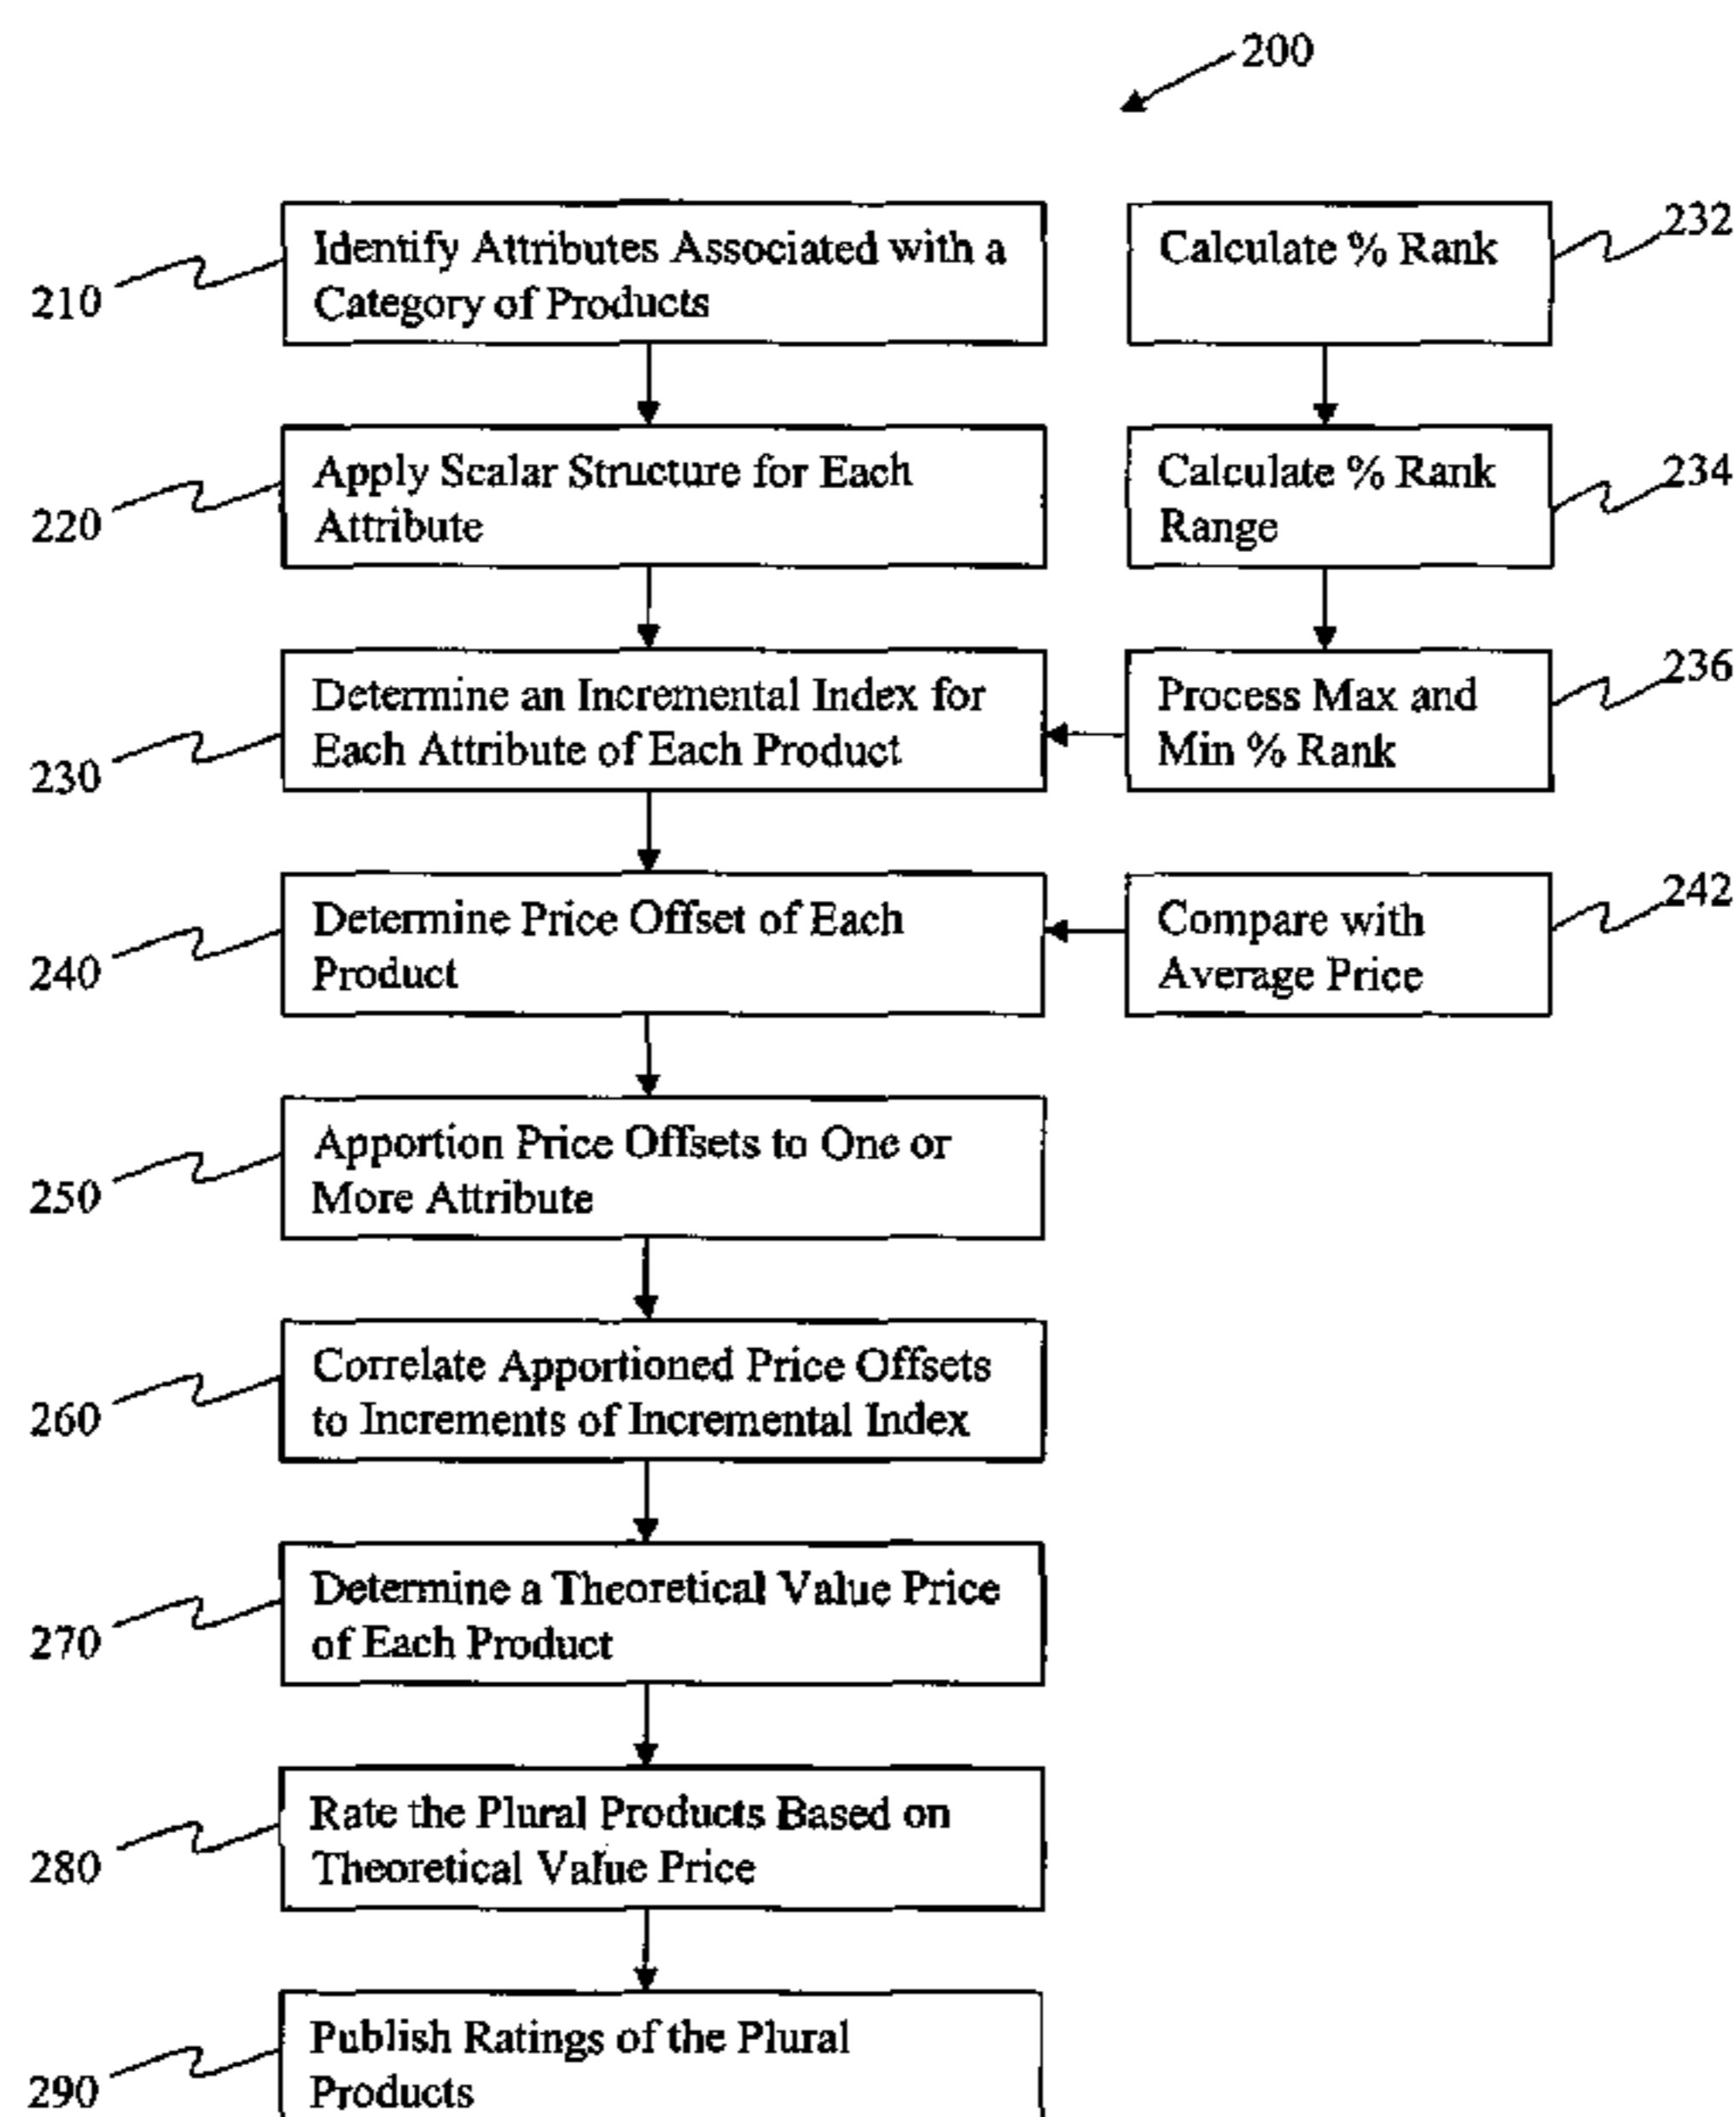 200
210
Identify Attributes Associated with a
Category of Products
Calculate % Rank
232
220
Apply Scalar Structure for Each
Attribute
Calculate % Rank
Range
234
230
Determine an Incremental Index for
Each Attribute of Each Product
Process Max and
Min % Rank
236
240
Determine Price Offset of Each
Product
Compare with
Average Price
242
250
Apportion Price Offsets to One or
More Attribute
260
Correlate Apportioned Price Offsets
to Increments of Incremental Index
270
Determine a Theoretical Value Price
of Each Product
280
Rate the Plural Products Based on
Theoretical Value Price
290
Publish Ratings of the Plural
Products